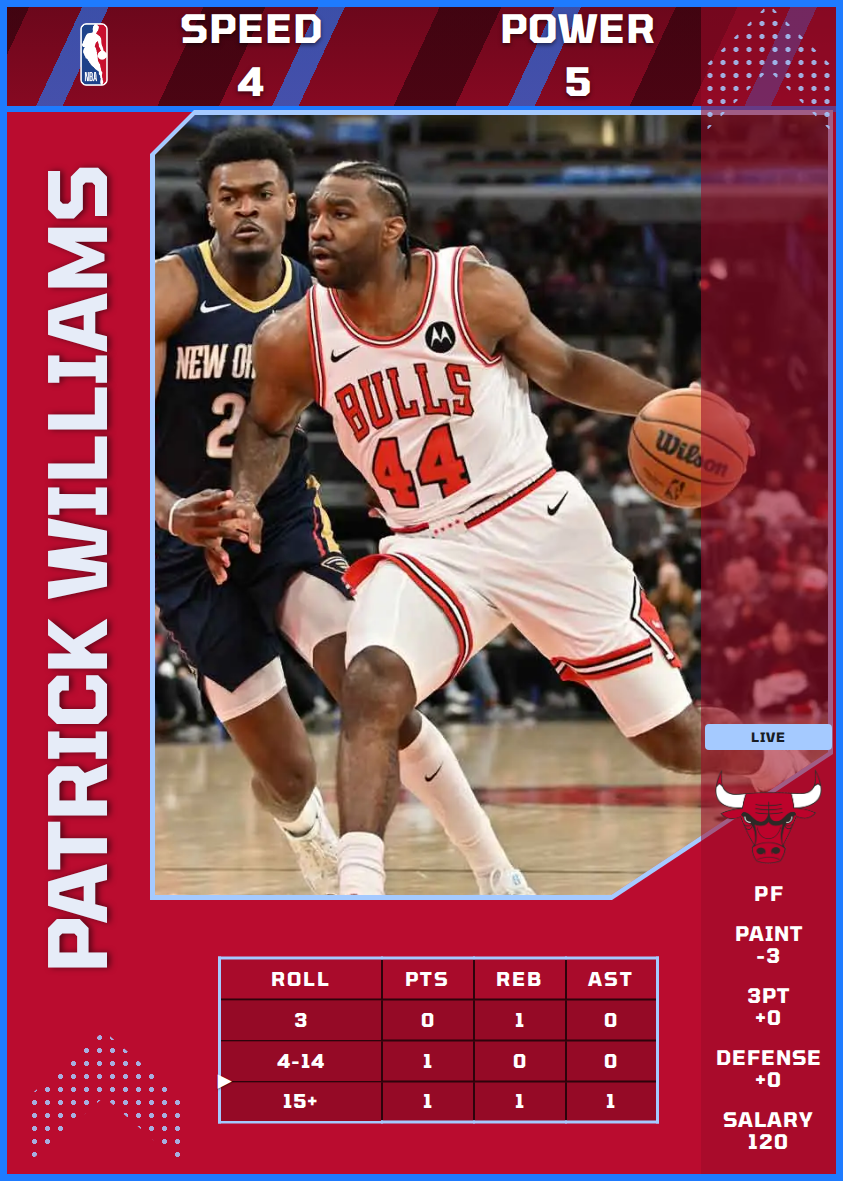 SPEED
4
POWER
5
NBA
PATRICK WILLIAMS
NEW
2
BULLS
44
Wilson
LIVE
PF
PAINT
-3
3PT
+0
DEFENSE
+0
SALARY
120
ROLL PTS REB AST
3 0 1 0
4-14 1 0 0
15+ 1 1 1